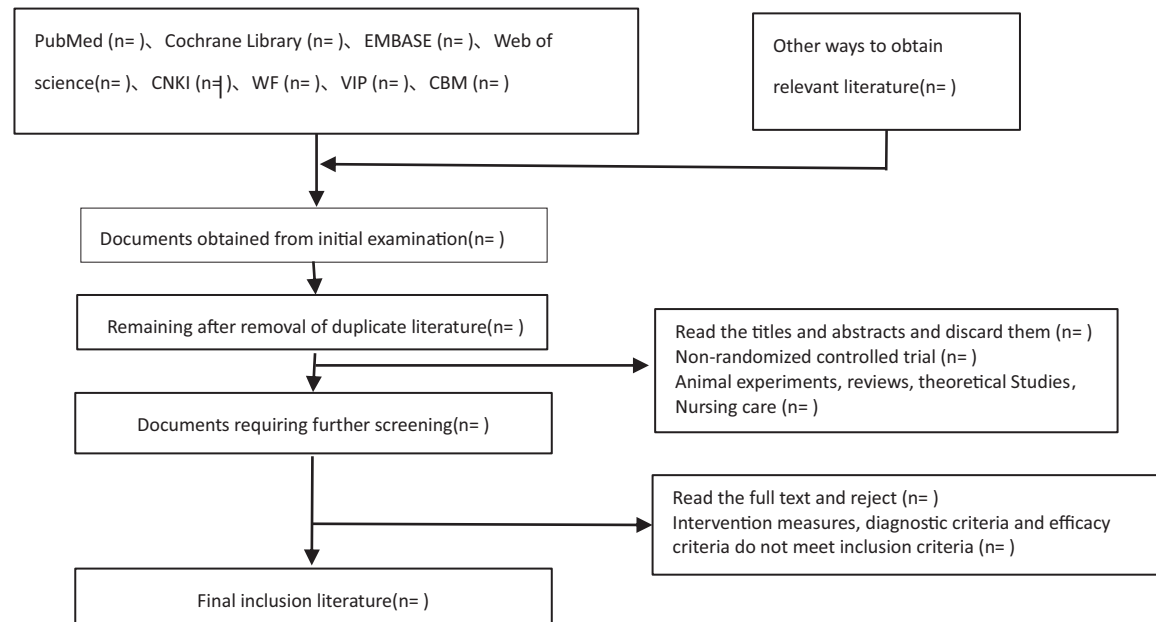 PubMed (n= )、Cochrane Library (n= )、EMBASE (n= )、Web of
science(n= )、CNKI (n= )、WF (n= )、VIP (n= )、CBM (n= )
Other ways to obtain
relevant literature(n= )
Documents obtained from initial examination(n= )
Remaining after removal of duplicate literature(n= )
Read the titles and abstracts and discard them (n= )
Non-randomized controlled trial (n= )
Animal experiments, reviews, theoretical Studies,
Nursing care (n= )
Documents requiring further screening(n= )
Read the full text and reject (n= )
Intervention measures, diagnostic criteria and efficacy
criteria do not meet inclusion criteria (n= )
Final inclusion literature(n= )